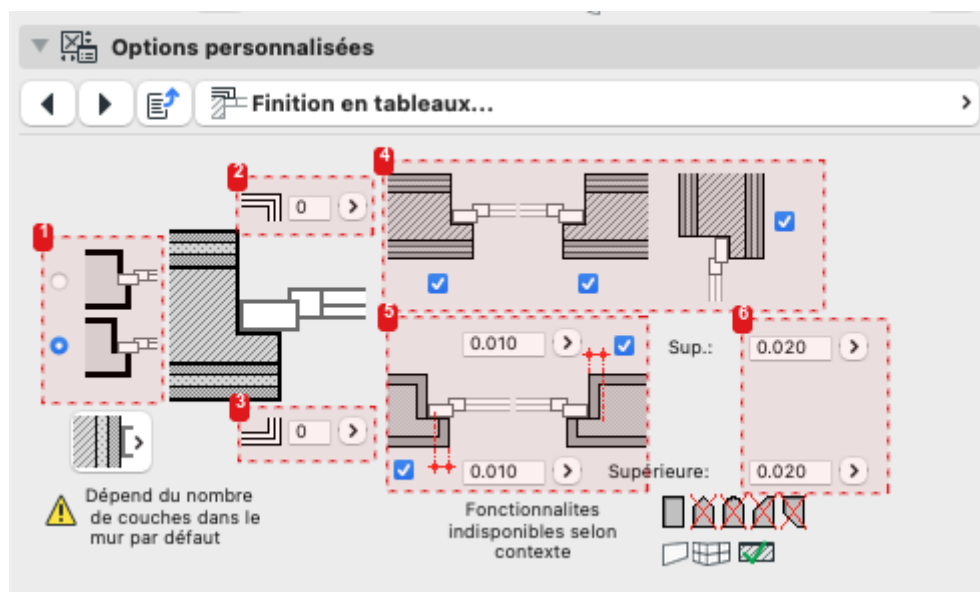 Options personnalisées
Finition en tableaux...
4
2
0
1
5
6
0.010
Sup.:
0.020
3
0
0.010
Supérieure:
0.020
Dépend du nombre
de couches dans le
mur par défaut
Fonctionnalites
indisponibles selon
contexte